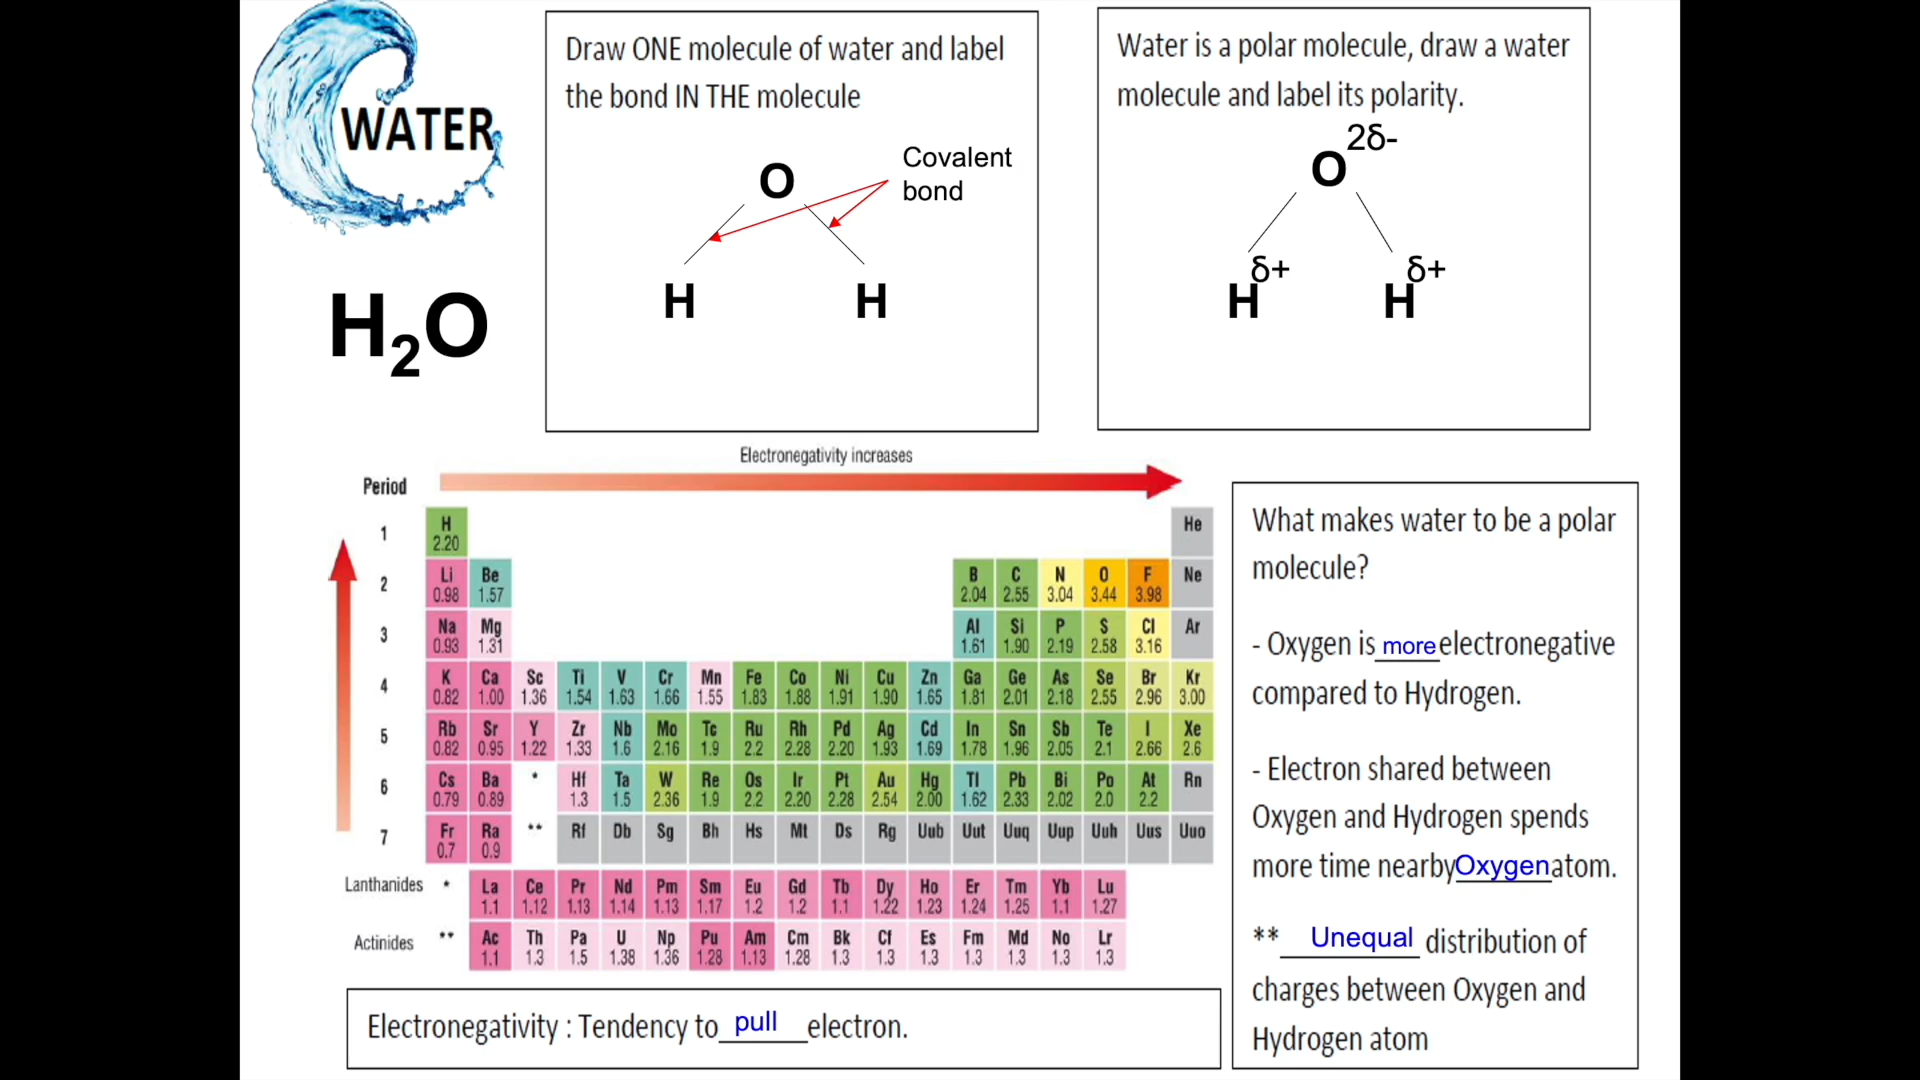 WATER
H₂O
Draw ONE molecule of water and label
the bond IN THE molecule
Covalent
bond
O
H H
Water is a polar molecule, draw a water
molecule and label its polarity.
2δ-
O
δ+ δ+
H H
Electronegativity increases
Period
1 H He
2.20
2 Li Be B C N O F Ne
0.98 1.57 2.04 2.55 3.04 3.44 3.98
3 Na Mg Al Si P S Cl Ar
0.93 1.31 1.61 1.90 2.19 2.58 3.16
4 K Ca Sc Ti V Cr Mn Fe Co Ni Cu Zn Ga Ge As Se Br Kr
0.82 1.00 1.36 1.54 1.63 1.66 1.55 1.83 1.88 1.91 1.90 1.65 1.81 2.01 2.18 2.55 2.96 3.00
5 Rb Sr Y Zr Nb Mo Tc Ru Rh Pd Ag Cd In Sn Sb Te I Xe
0.82 0.95 1.22 1.33 1.6 2.16 1.9 2.2 2.28 2.20 1.93 1.69 1.78 1.96 2.05 2.1 2.66 2.6
6 Cs Ba * Hf Ta W Re Os Ir Pt Au Hg Tl Pb Bi Po At Rn
0.79 0.89 1.3 1.5 2.36 1.9 2.2 2.20 2.28 2.54 2.00 1.62 2.33 2.02 2.0 2.2
7 Fr Ra ** Rf Db Sg Bh Hs Mt Ds Rg Uub Uut Uuq Uup Uuh Uus Uuo
0.7 0.9
Lanthanides * La Ce Pr Nd Pm Sm Eu Gd Tb Dy Ho Er Tm Yb Lu
1.1 1.12 1.13 1.14 1.13 1.17 1.2 1.2 1.1 1.22 1.23 1.24 1.25 1.1 1.27
Actinides ** Ac Th Pa U Np Pu Am Cm Bk Cf Es Fm Md No Lr
1.1 1.3 1.5 1.38 1.36 1.28 1.13 1.28 1.3 1.3 1.3 1.3 1.3 1.3 1.3
Electronegativity : Tendency to pull electron.
What makes water to be a polar
molecule?
- Oxygen is more electronegative
compared to Hydrogen.
- Electron shared between
Oxygen and Hydrogen spends
more time nearby Oxygen atom.
** Unequal distribution of
charges between Oxygen and
Hydrogen atom